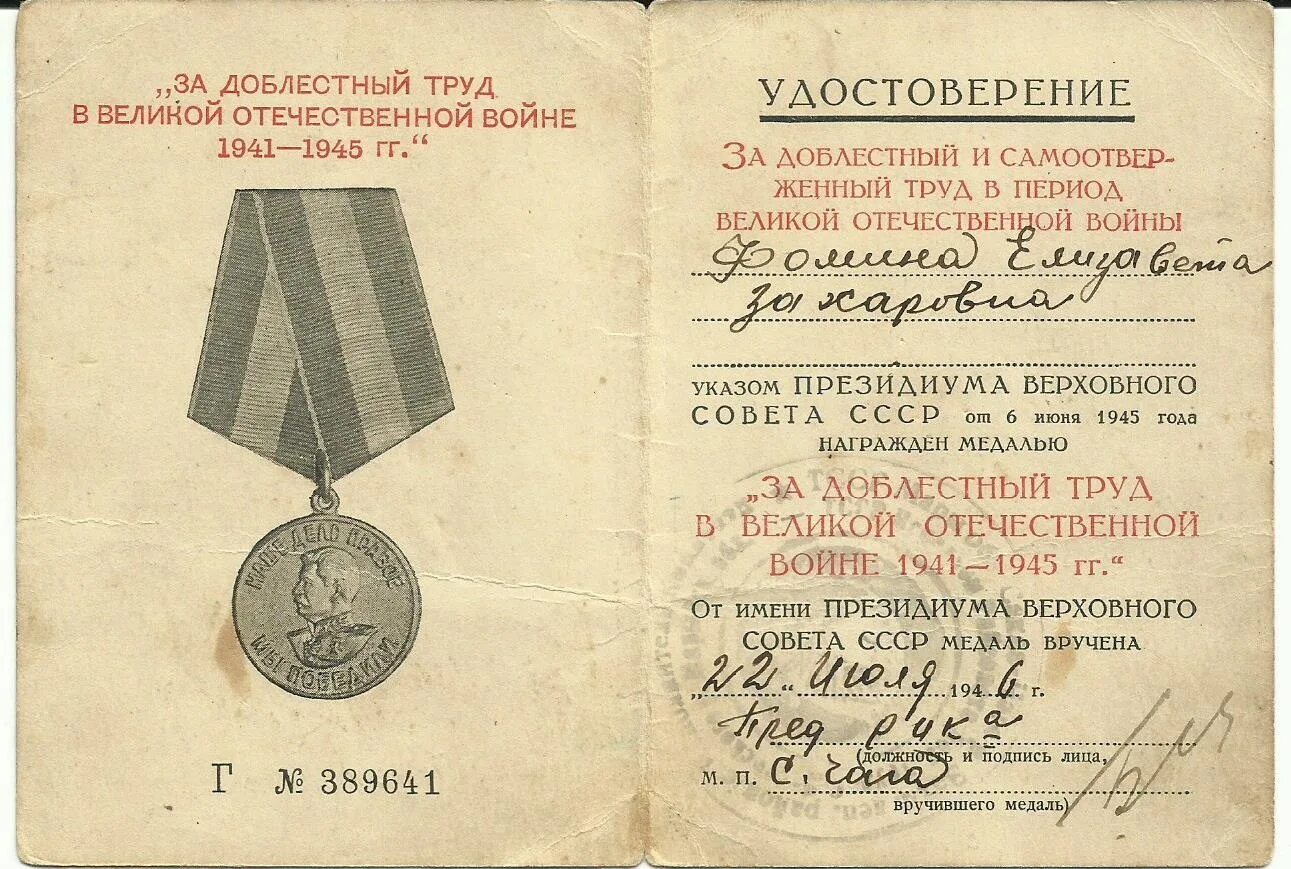 „ЗА ДОБЛЕСТНЫЙ ТРУД
В ВЕЛИКОЙ ОТЕЧЕСТВЕННОЙ ВОЙНЕ
1941—1945 гг.“
НАШЕ ДЕЛО ПРАВОЕ
МЫ ПОБЕДИЛИ
Г № 389641
УДОСТОВЕРЕНИЕ
ЗА ДОБЛЕСТНЫЙ И САМООТВЕР-
ЖЕННЫЙ ТРУД В ПЕРИОД
ВЕЛИКОЙ ОТЕЧЕСТВЕННОЙ ВОЙНЫ
Фомина Елизавета
Захаровна
УКАЗОМ ПРЕЗИДИУМА ВЕРХОВНОГО
СОВЕТА СССР от 6 июня 1945 года
НАГРАЖДЕН МЕДАЛЬЮ
„ЗА ДОБЛЕСТНЫЙ ТРУД
В ВЕЛИКОЙ ОТЕЧЕСТВЕННОЙ
ВОЙНЕ 1941—1945 гг.“
От имени ПРЕЗИДИУМА ВЕРХОВНОГО
СОВЕТА СССР МЕДАЛЬ ВРУЧЕНА
„22“ Июля 1946 г.
Пред рика
(должность и подпись лица,
М. П. С. Чага
вручившего медаль)